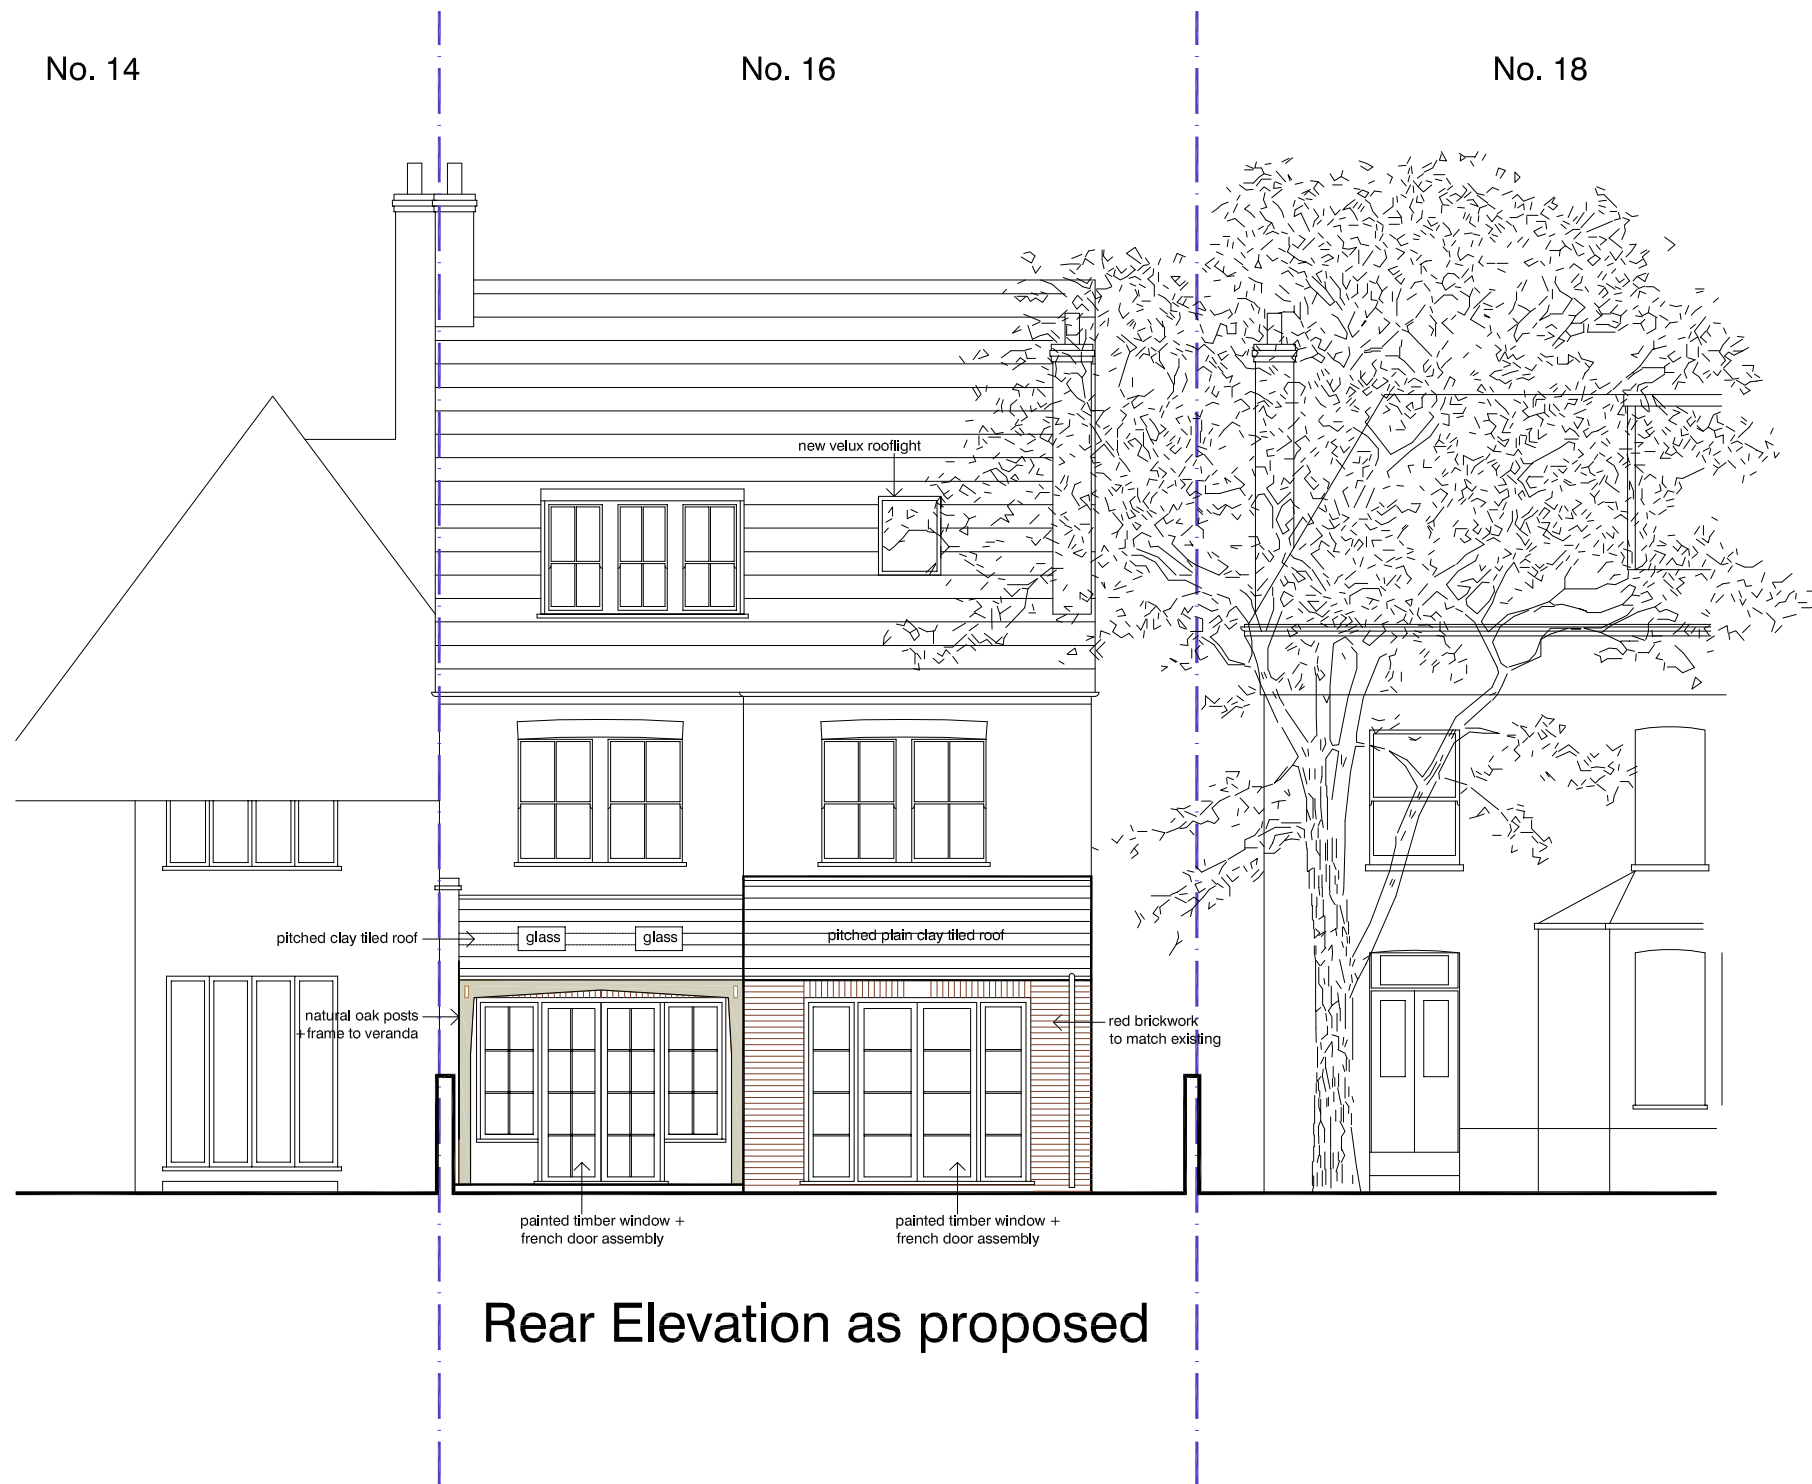 No. 14
No. 16
No. 18
new velux rooflight
pitched clay tiled roof
glass
glass
pitched plain clay tiled roof
natural oak posts
+frame to veranda
red brickwork
to match existing
painted timber window +
french door assembly
painted timber window +
french door assembly
Rear Elevation as proposed